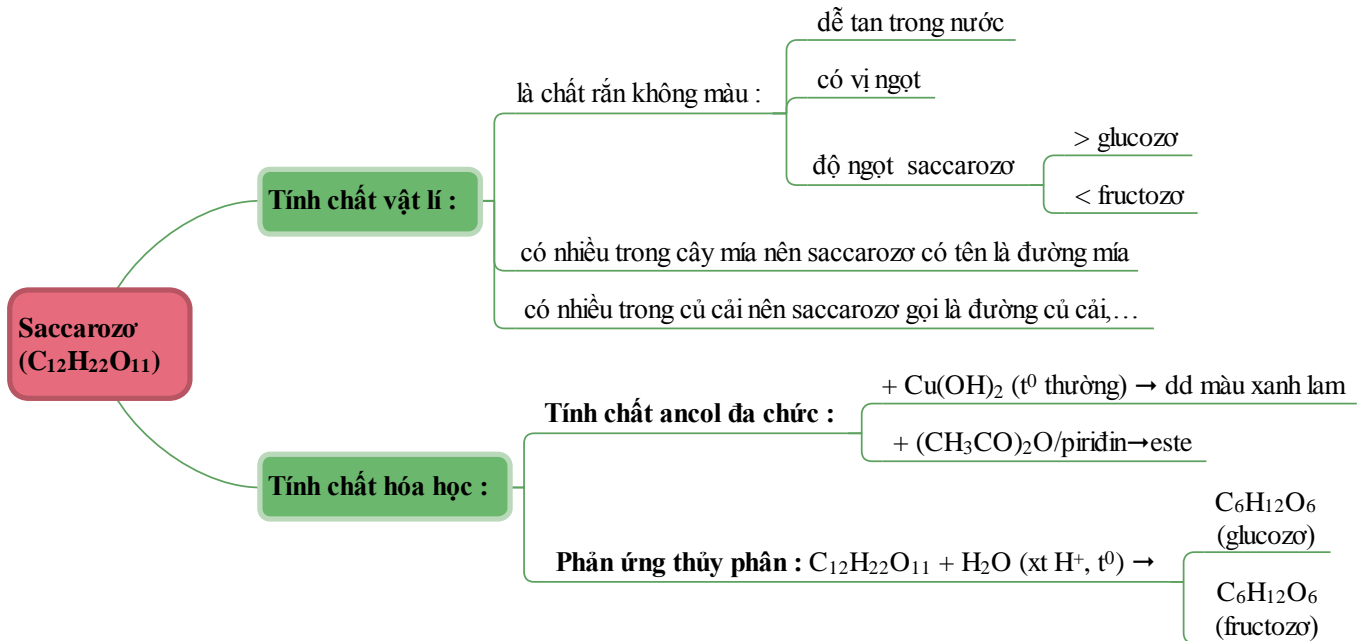 Saccarozơ
(C₁₂H₂₂O₁₁)
Tính chất vật lí :
là chất rắn không màu :
dễ tan trong nước
có vị ngọt
độ ngọt saccarozơ
> glucozơ
< fructozơ
có nhiều trong cây mía nên saccarozơ có tên là đường mía
có nhiều trong củ cải nên saccarozơ gọi là đường củ cải,…
Tính chất hóa học :
Tính chất ancol đa chức :
+ Cu(OH)₂ (t⁰ thường) → dd màu xanh lam
+ (CH₃CO)₂O/piriđin→este
Phản ứng thủy phân : C₁₂H₂₂O₁₁ + H₂O (xt H⁺, t⁰) →
C₆H₁₂O₆
(glucozơ)
C₆H₁₂O₆
(fructozơ)